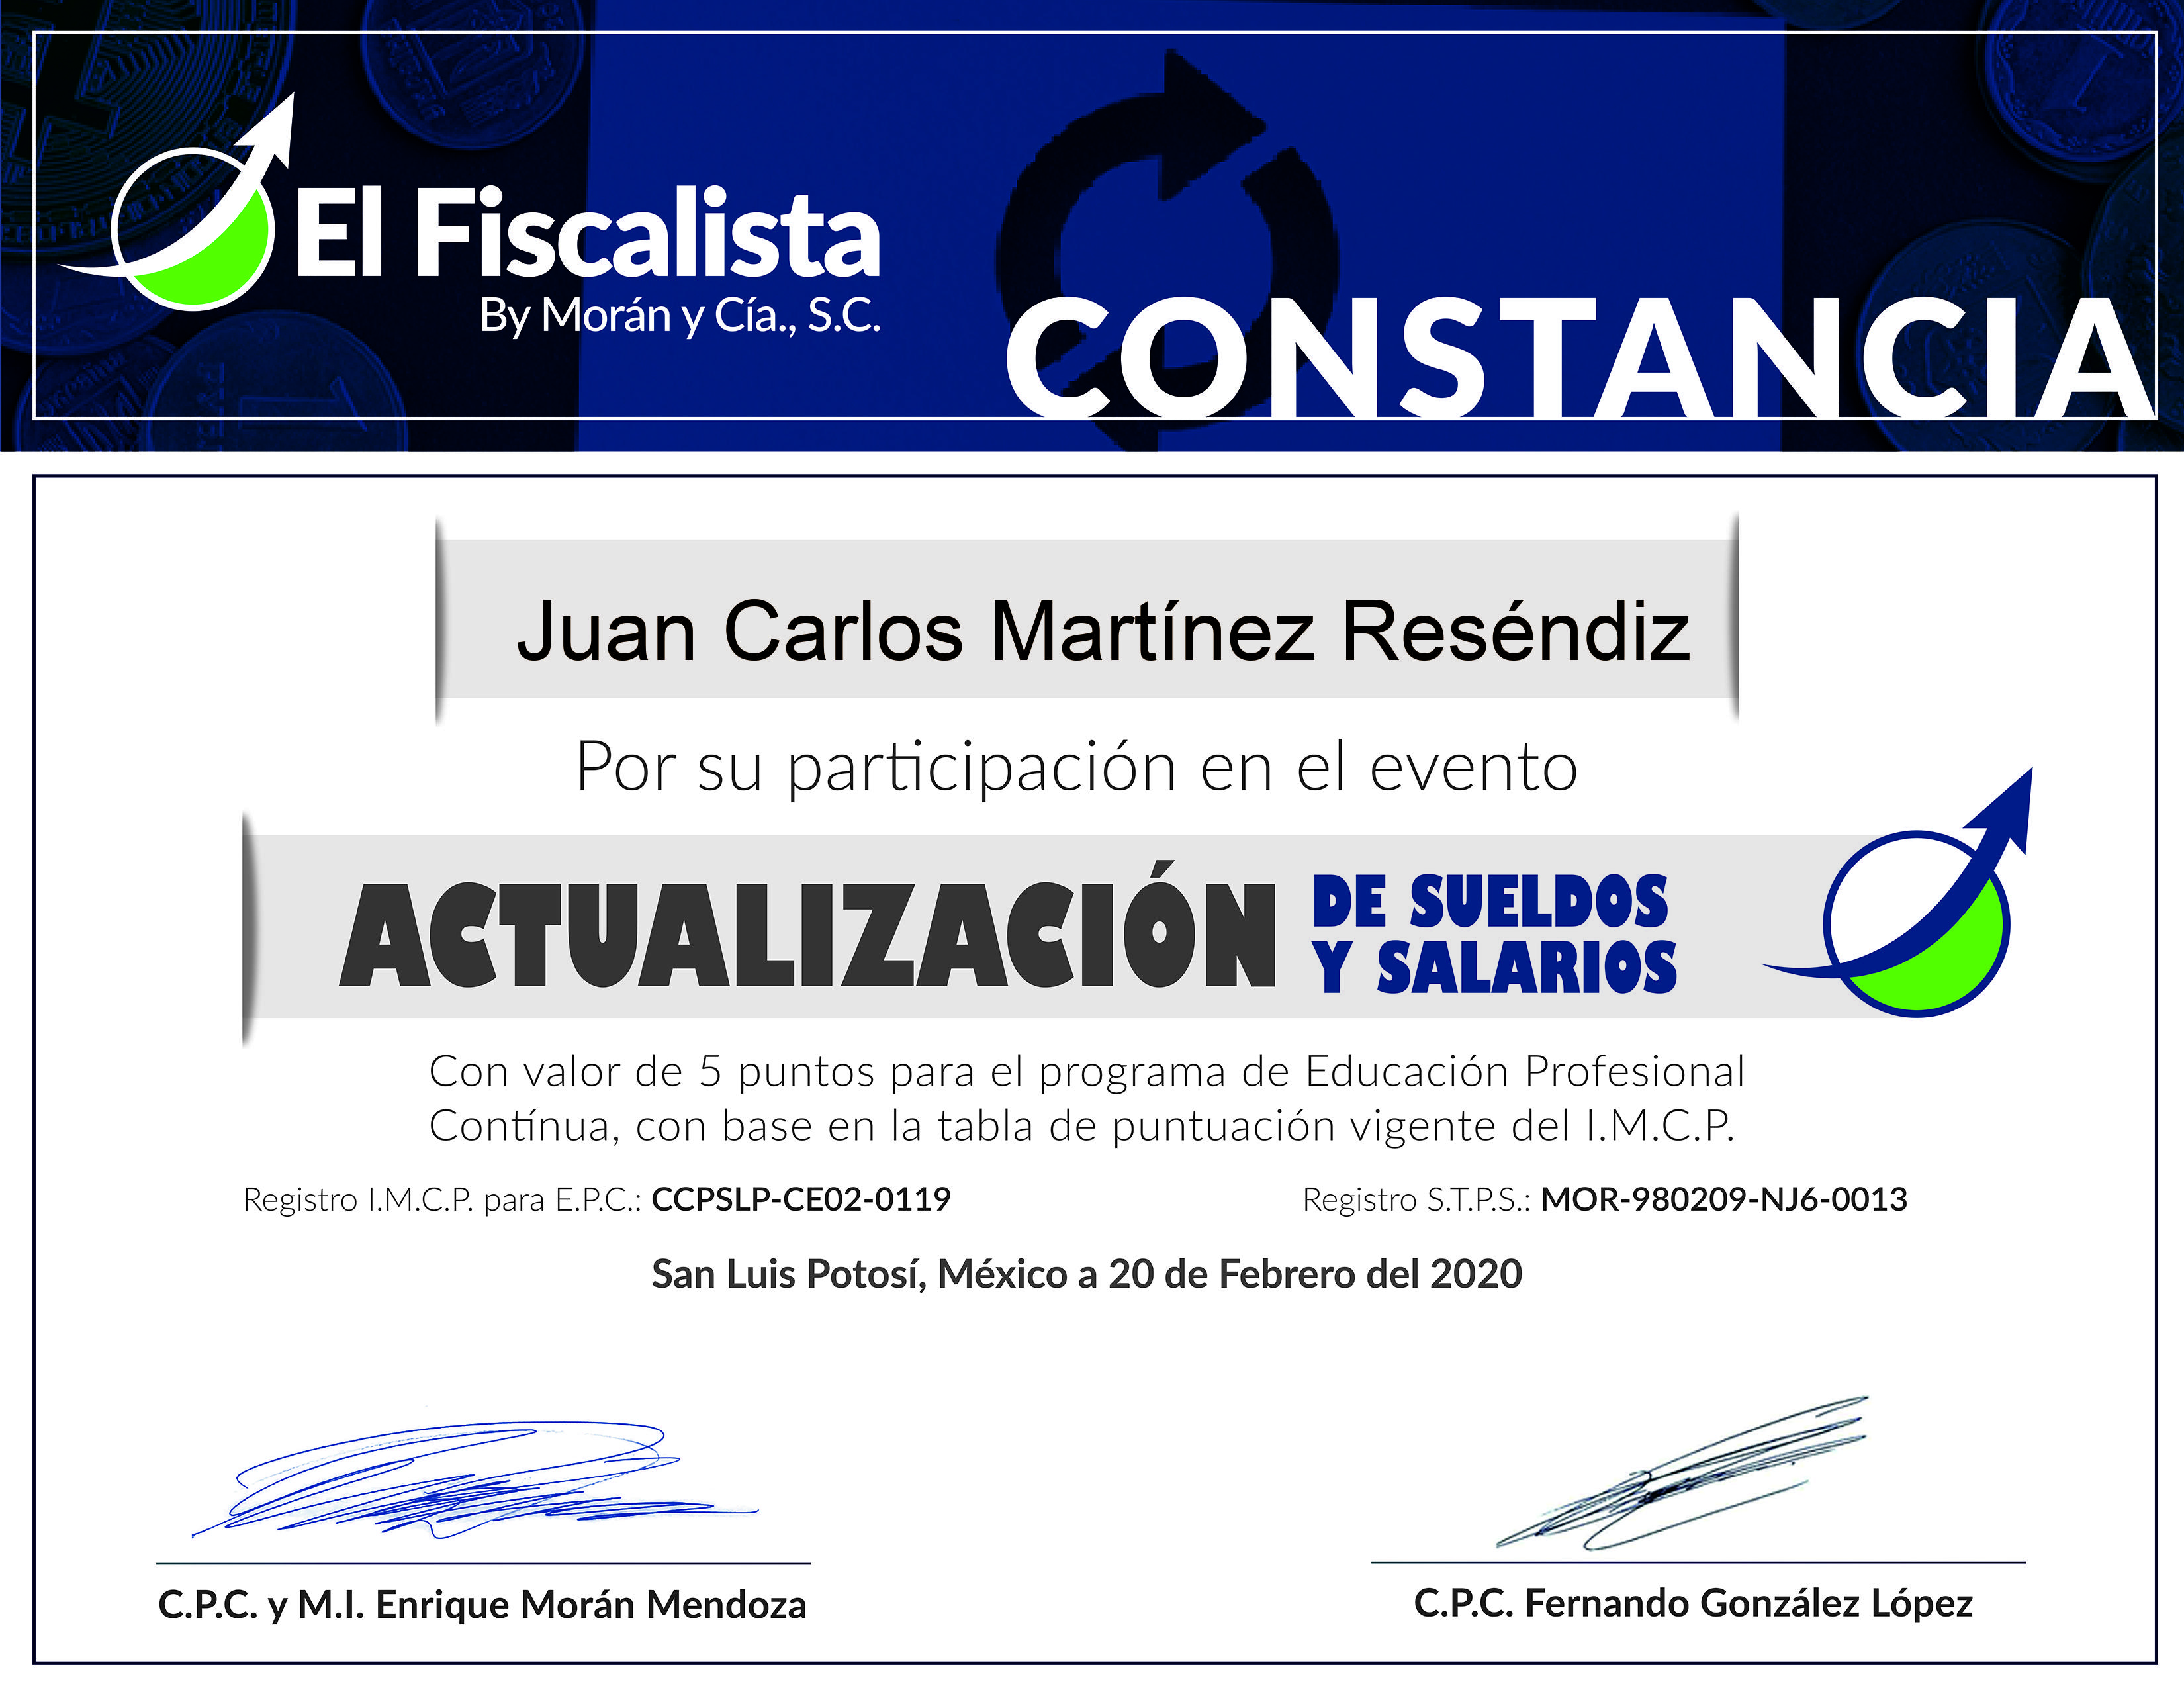 El Fiscalista
By Morán y Cía., S.C.
CONSTANCIA
Juan Carlos Martínez Reséndiz
Por su participación en el evento
ACTUALIZACIÓN DE SUELDOS
Y SALARIOS
Con valor de 5 puntos para el programa de Educación Profesional
Contínua, con base en la tabla de puntuación vigente del I.M.C.P.
Registro I.M.C.P. para E.P.C.: CCPSLP-CE02-0119
Registro S.T.P.S.: MOR-980209-NJ6-0013
San Luis Potosí, México a 20 de Febrero del 2020
C.P.C. y M.I. Enrique Morán Mendoza
C.P.C. Fernando González López